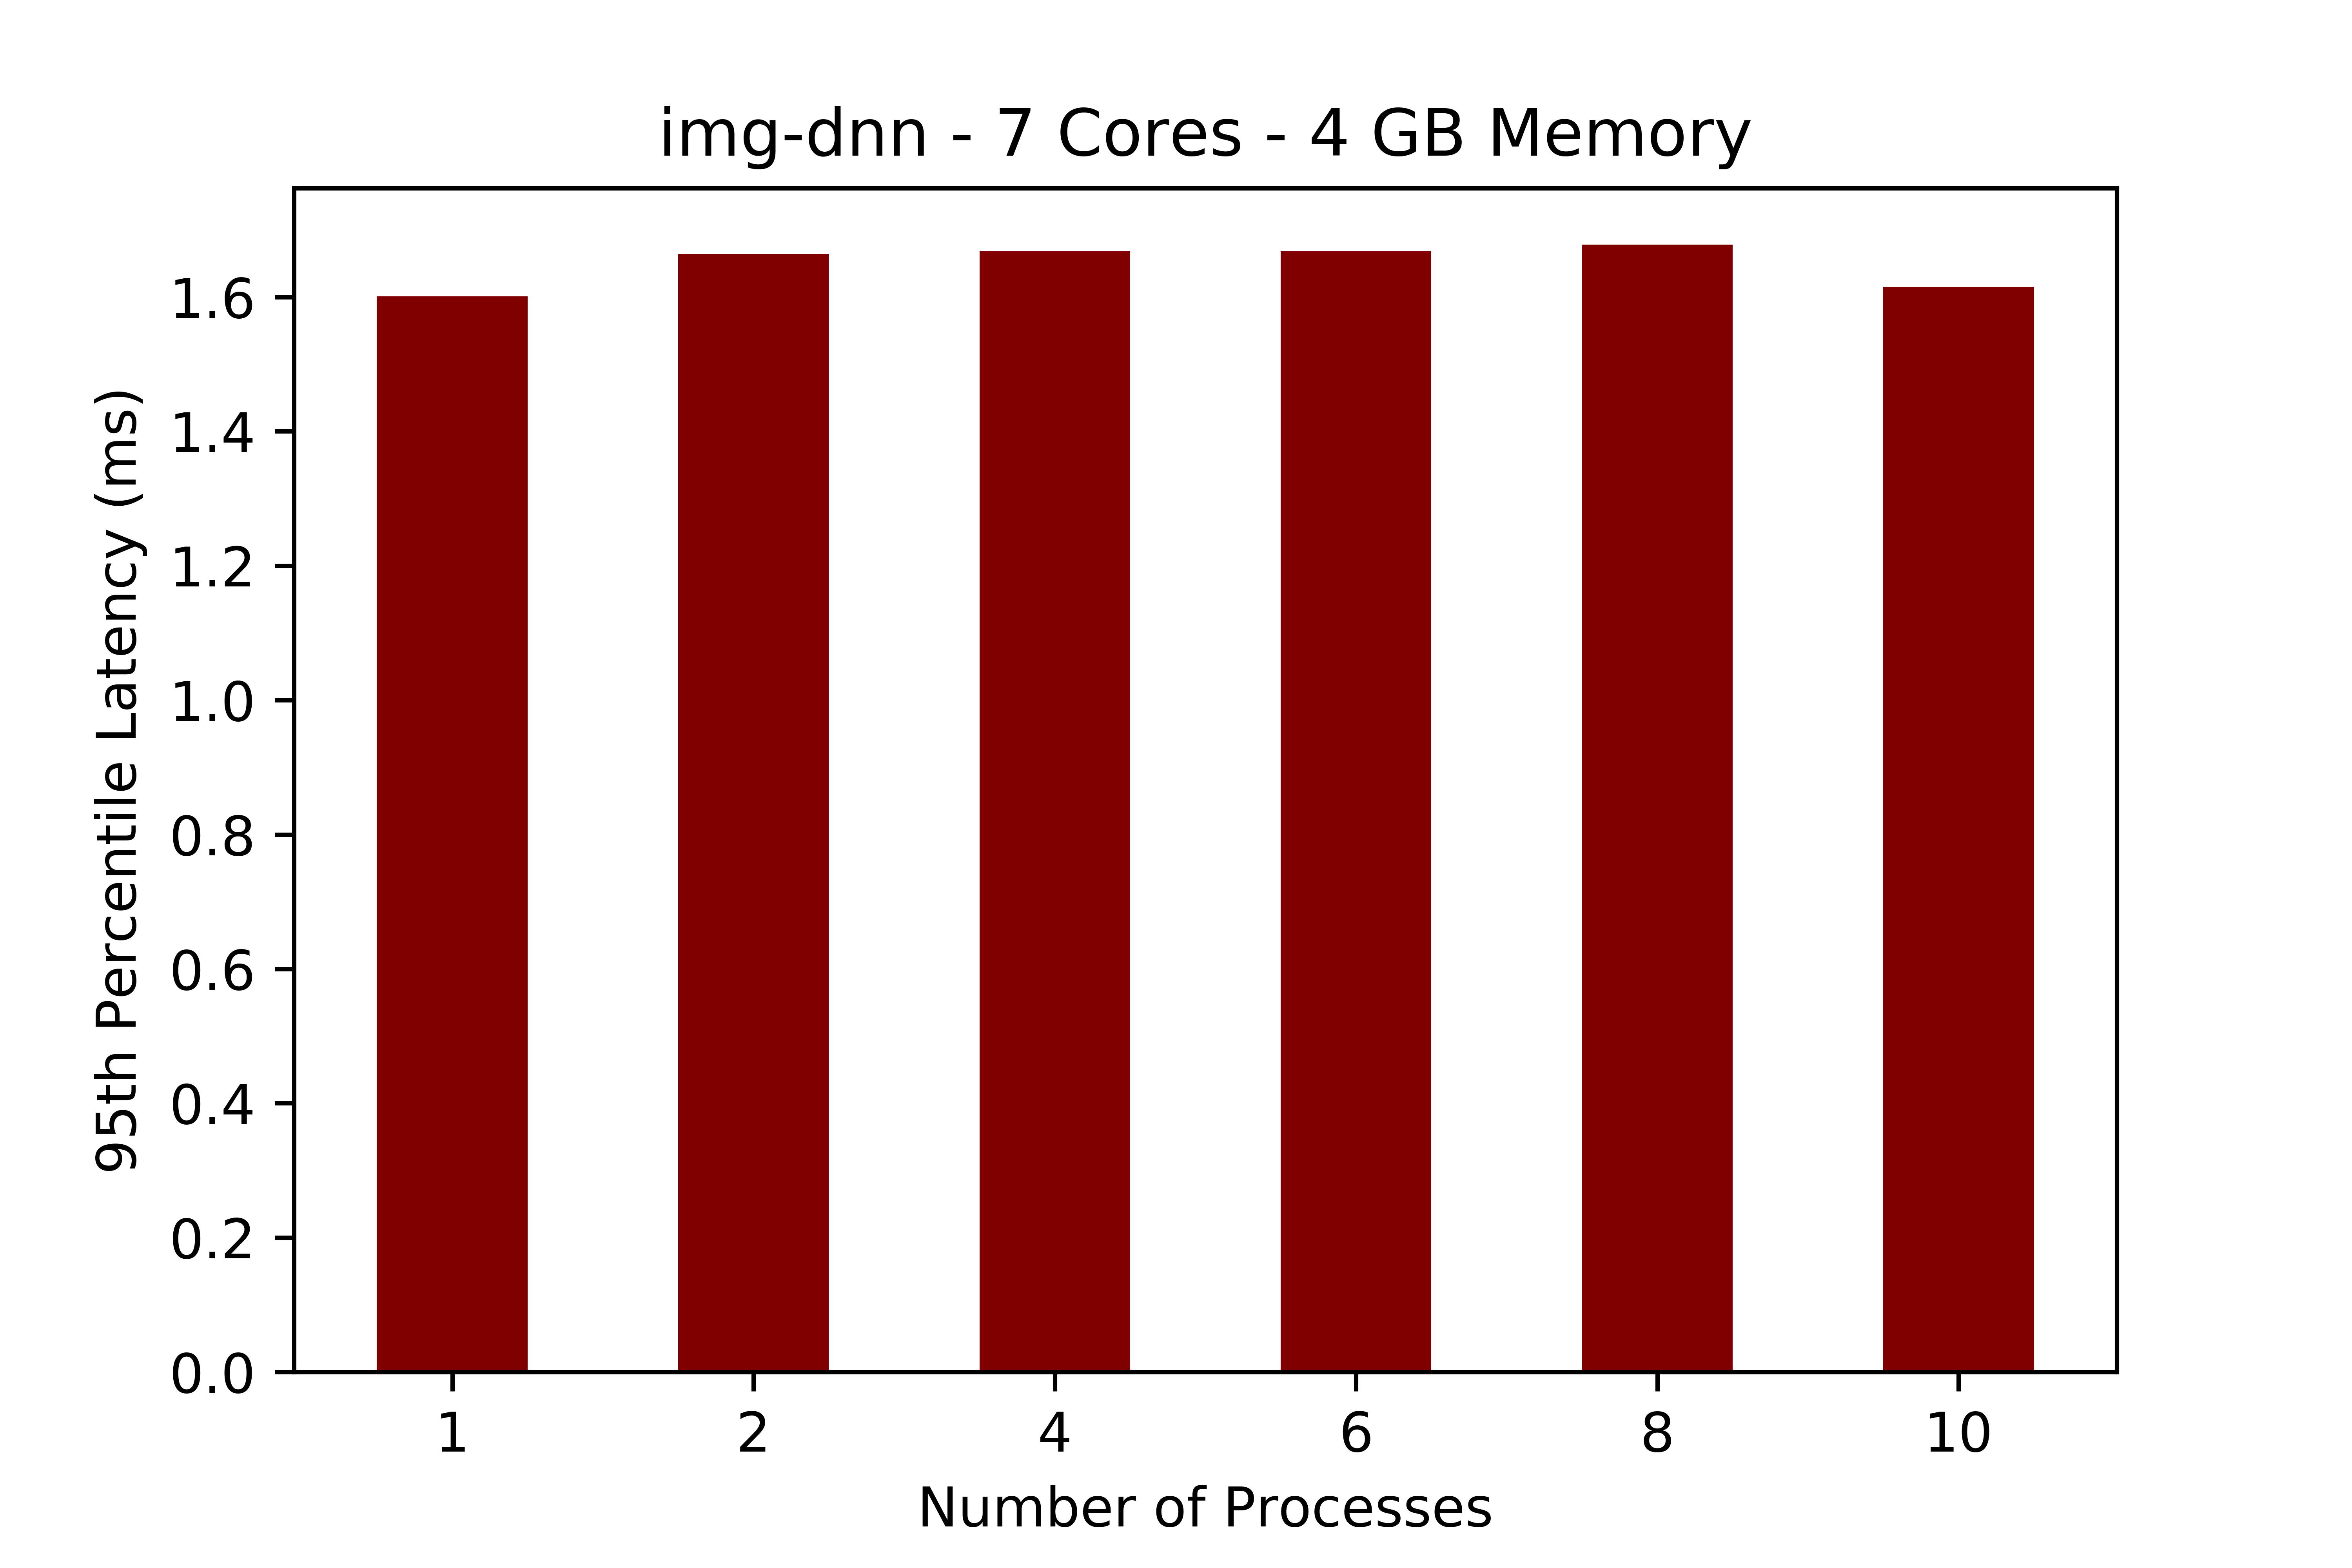 img-dnn - 7 Cores - 4 GB Memory
95th Percentile Latency (ms)
1.6
1.4
1.2
1.0
0.8
0.6
0.4
0.2
0.0
1 2 4 6 8 10
Number of Processes